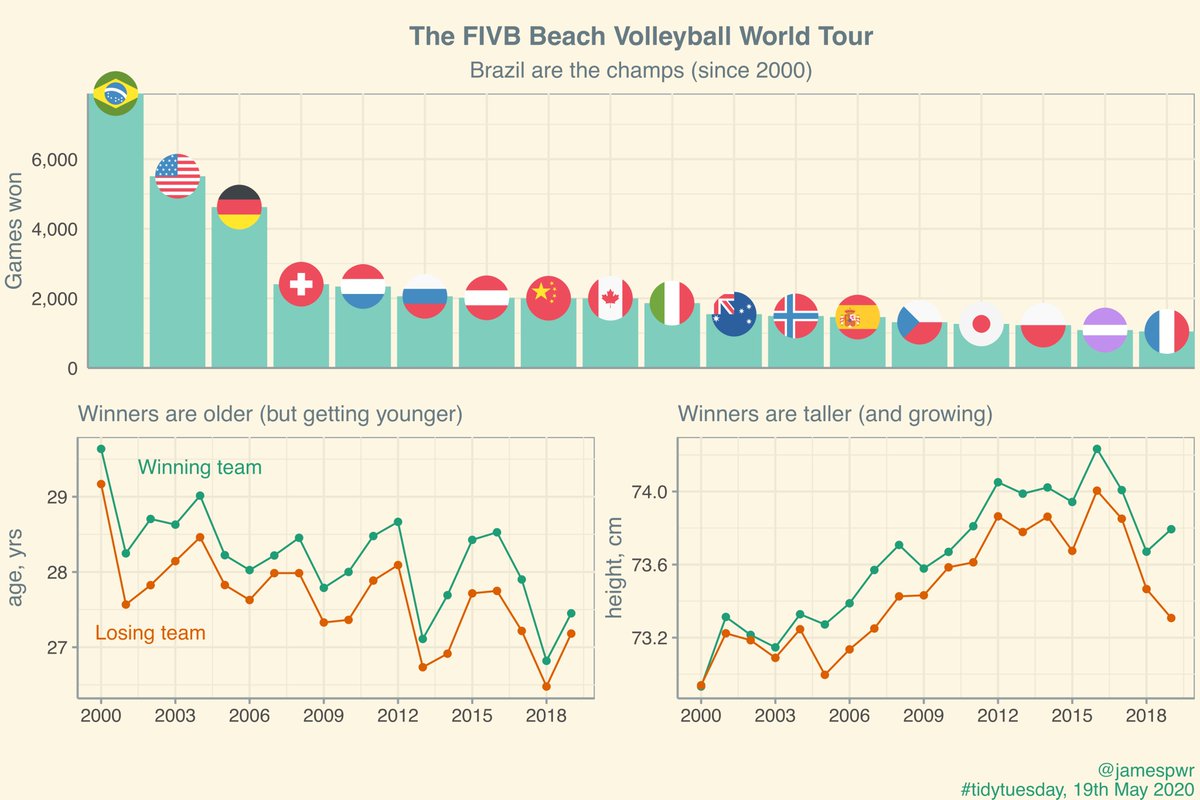 The FIVB Beach Volleyball World Tour
Brazil are the champs (since 2000)
Games won
6,000
4,000
2,000
0
Winners are older (but getting younger)
age, yrs
29
28
27
Winning team
Losing team
2000 2003 2006 2009 2012 2015 2018
Winners are taller (and growing)
height, cm
74.0
73.6
73.2
2000 2003 2006 2009 2012 2015 2018
@jamespwr
#tidytuesday, 19th May 2020